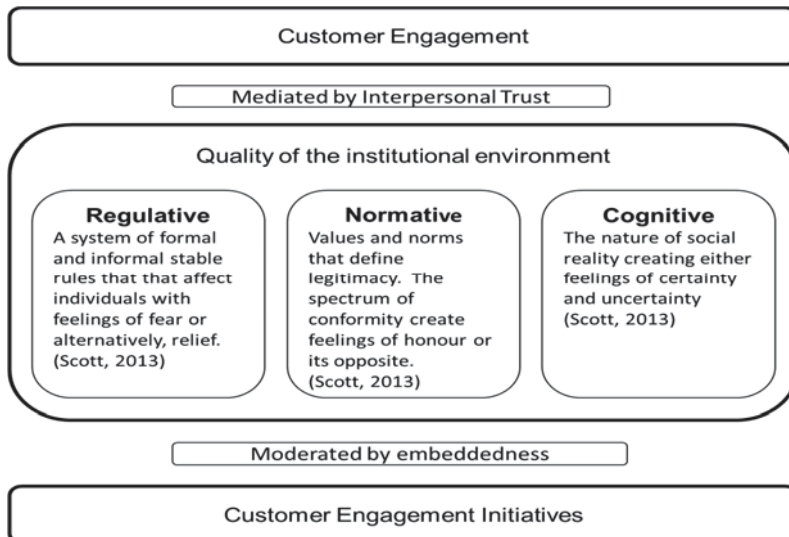 Customer Engagement
Mediated by Interpersonal Trust
Quality of the institutional environment
Regulative
A system of formal
and informal stable
rules that that affect
individuals with
feelings of fear or
alternatively, relief.
(Scott, 2013)
Normative
Values and norms
that define
legitimacy. The
spectrum of
conformity create
feelings of honour or
its opposite.
(Scott, 2013)
Cognitive
The nature of social
reality creating either
feelings of certainty
and uncertainty
(Scott, 2013)
Moderated by embeddedness
Customer Engagement Initiatives